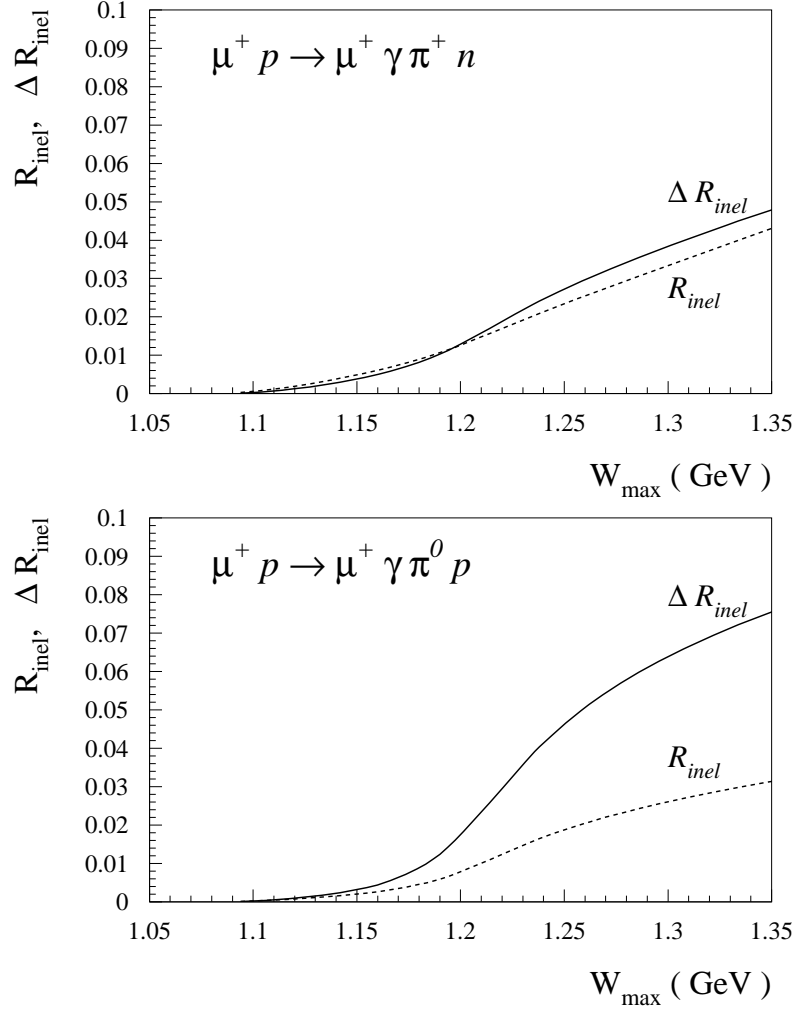 R_inel, Δ R_inel
μ⁺ p → μ⁺ γ π⁺ n
0.1
0.09
0.08
0.07
0.06
0.05
0.04
0.03
0.02
0.01
0
Δ R_inel
R_inel
1.05 1.1 1.15 1.2 1.25 1.3 1.35
W_max ( GeV )
R_inel, Δ R_inel
μ⁺ p → μ⁺ γ π⁰ p
0.1
0.09
0.08
0.07
0.06
0.05
0.04
0.03
0.02
0.01
0
Δ R_inel
R_inel
1.05 1.1 1.15 1.2 1.25 1.3 1.35
W_max ( GeV )